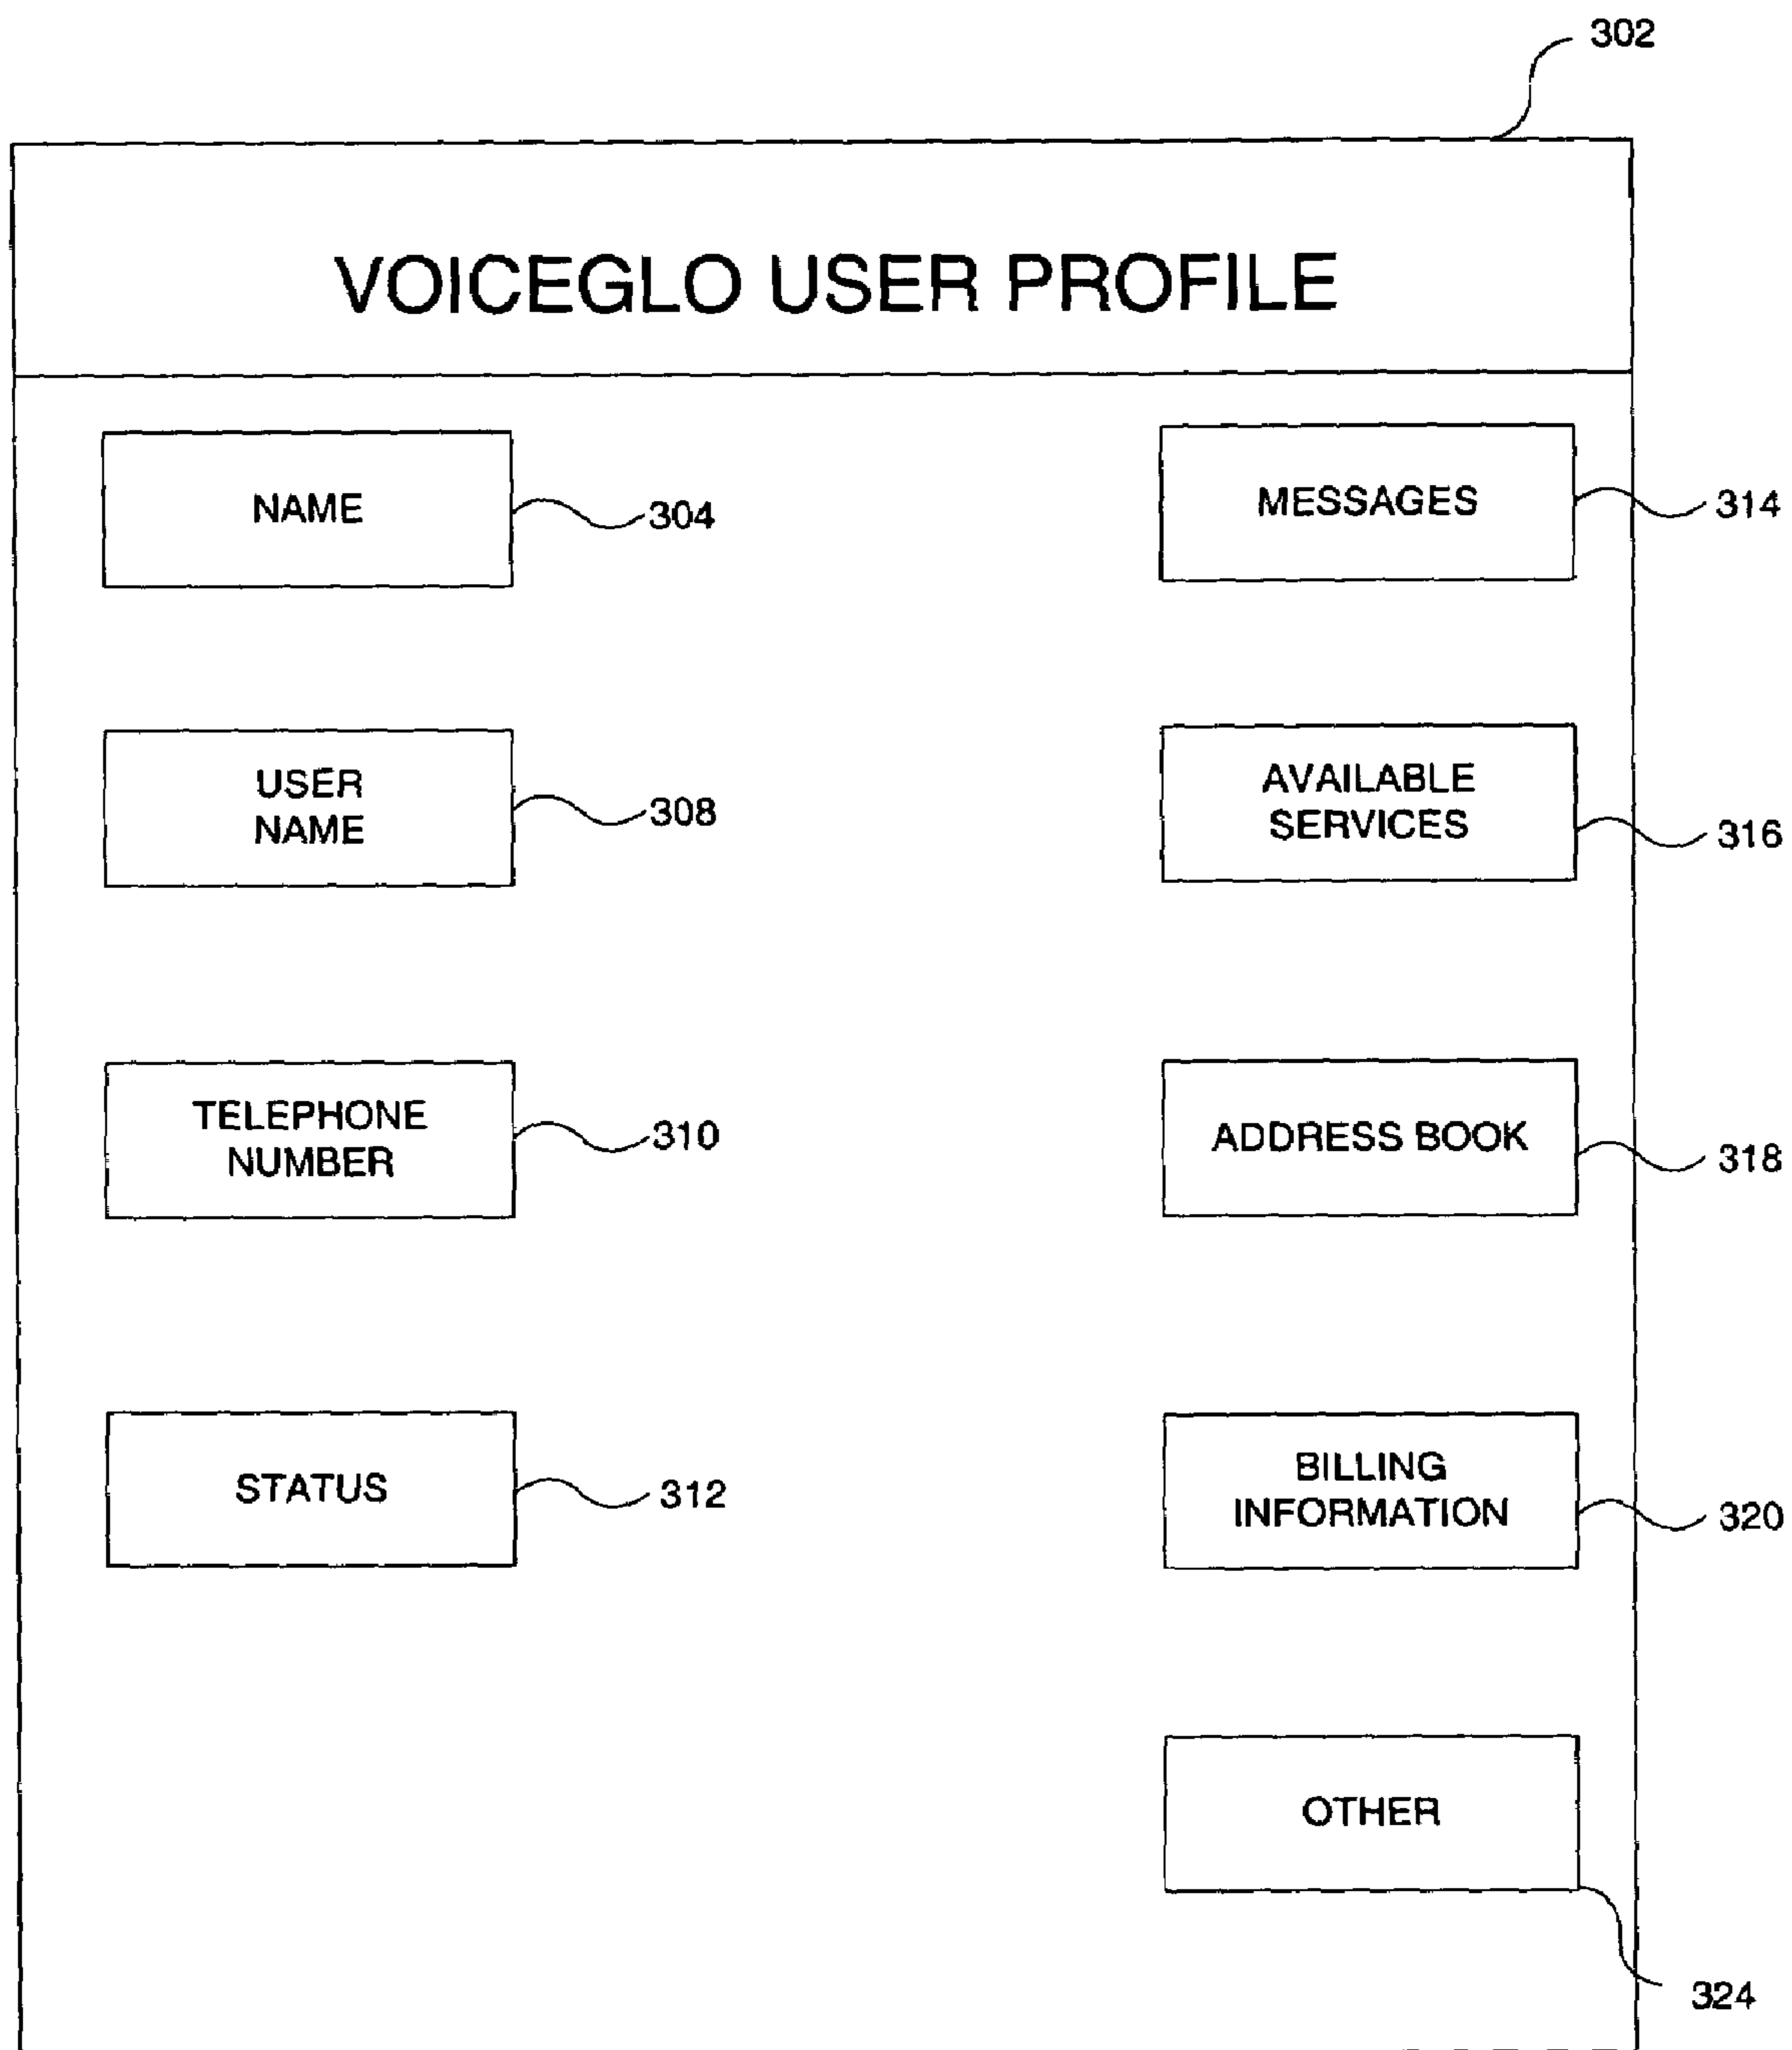 302
VOICEGLO USER PROFILE
NAME
304
MESSAGES
314
USER
NAME
308
AVAILABLE
SERVICES
316
TELEPHONE
NUMBER
310
ADDRESS BOOK
318
STATUS
312
BILLING
INFORMATION
320
OTHER
324